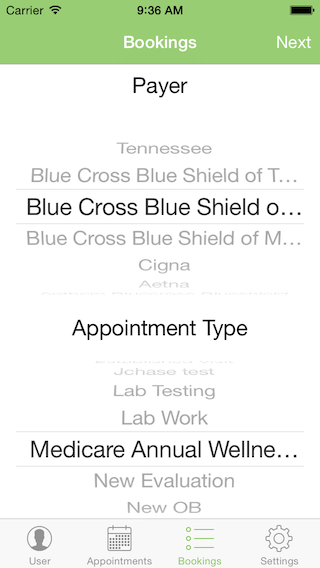 Carrier 9:36 AM
Bookings Next
Payer
Tennessee
Blue Cross Blue Shield of T...
Blue Cross Blue Shield o...
Blue Cross Blue Shield of M...
Cigna
Aetna
Appointment Type
Jchase test
Lab Testing
Lab Work
Medicare Annual Wellne...
New Evaluation
New OB
User Appointments Bookings Settings